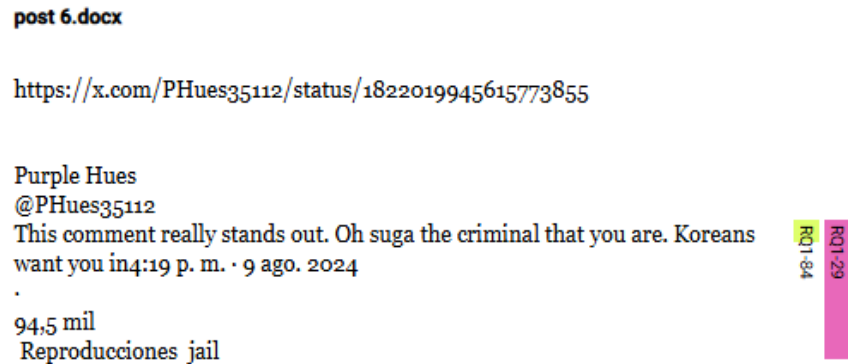 post 6.docx
https://x.com/PHues35112/status/1822019945615773855
Purple Hues
@PHues35112
This comment really stands out. Oh suga the criminal that you are. Koreans
want you in4:19 p. m. · 9 ago. 2024
·
94,5 mil
Reproducciones  jail
RQ1-84
RQ1-29